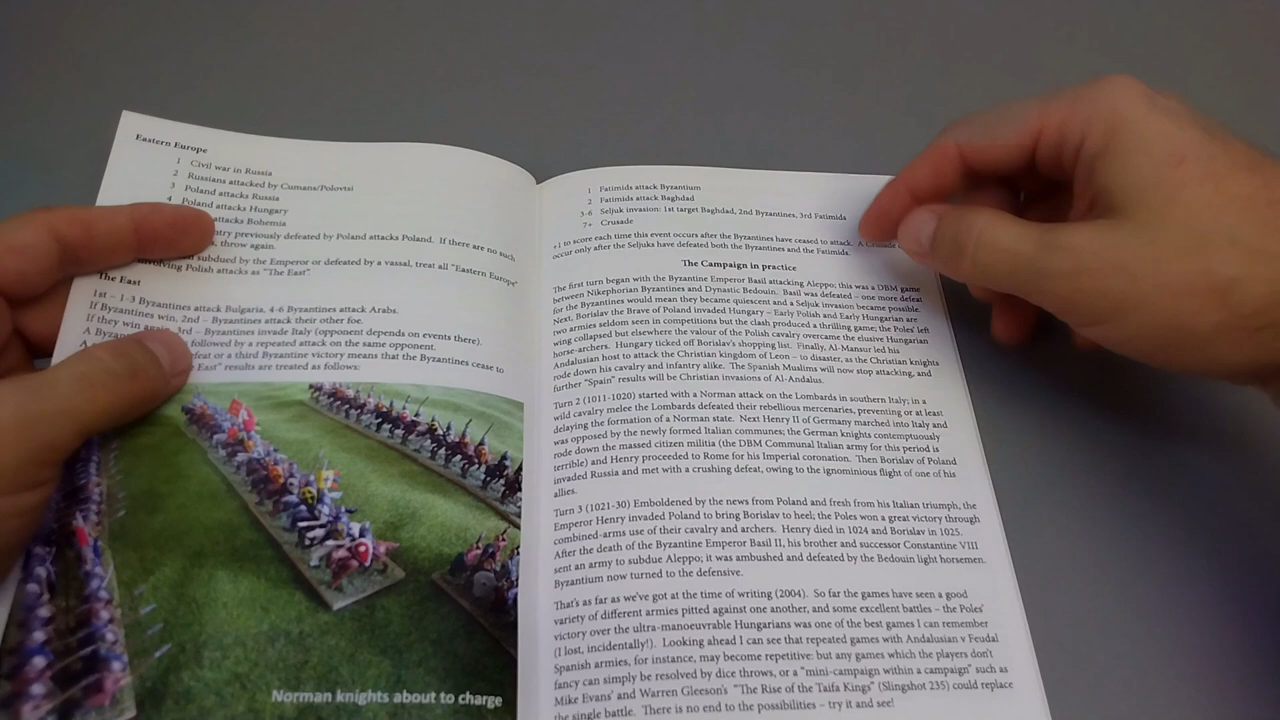 Eastern Europe
1 Civil war in Russia
2 Russians attacked by Cumans/Polovtsi
3 Poland attacks Russia
4 Poland attacks Hungary
attacks Bohemia
previously defeated by Poland attacks Poland. If there are no such
, throw again.
subdued by the Emperor or defeated by a vassal, treat all "Eastern Europe"
involving Polish attacks as "The East".
The East
1st – 1-3 Byzantines attack Bulgaria, 4-6 Byzantines attack Arabs.
If Byzantines win, 2nd – Byzantines attack their other foe.
If they win again, 3rd – Byzantines invade Italy (opponent depends on events there).
followed by a repeated attack on the same opponent.
or a third Byzantine victory means that the Byzantines cease to
East" results are treated as follows:
Norman knights about to charge
1 Fatimids attack Byzantium
2 Fatimids attack Baghdad
3-6 Seljuk invasion: 1st target Baghdad, 2nd Byzantines, 3rd Fatimids
7+ Crusade
+1 to score each time this event occurs after the Byzantines have ceased to attack. A Crusade
occur only after the Seljuks have defeated both the Byzantines and the Fatimids.
The Campaign in practice
The first turn began with the Byzantine Emperor Basil attacking Aleppo; this was a DBM game
between Nikephorian Byzantines and Dynastic Bedouin. Basil was defeated – one more defeat
for the Byzantines would mean they became quiescent and a Seljuk invasion became possible.
Next, Borislav the Brave of Poland invaded Hungary – Early Polish and Early Hungarian are
two armies seldom seen in competitions but the clash produced a thrilling game; the Poles' left
wing collapsed but elsewhere the valour of the Polish cavalry overcame the elusive Hungarian
horse-archers. Hungary ticked off Borislav's shopping list. Finally, Al-Mansur led his
Andalusian host to attack the Christian kingdom of Leon – to disaster, as the Christian knights
rode down his cavalry and infantry alike. The Spanish Muslims will now stop attacking, and
further "Spain" results will be Christian invasions of Al-Andalus.
Turn 2 (1011-1020) started with a Norman attack on the Lombards in southern Italy; in a
wild cavalry melee the Lombards defeated their rebellious mercenaries, preventing or at least
delaying the formation of a Norman state. Next Henry II of Germany marched into Italy and
was opposed by the newly formed Italian communes; the German knights contemptuously
rode down the massed citizen militia (the DBM Communal Italian army for this period is
terrible) and Henry proceeded to Rome for his Imperial coronation. Then Borislav of Poland
invaded Russia and met with a crushing defeat, owing to the ignominious flight of one of his
allies.
Turn 3 (1021-30) Emboldened by the news from Poland and fresh from his Italian triumph, the
Emperor Henry invaded Poland to bring Borislav to heel; the Poles won a great victory through
combined-arms use of their cavalry and archers. Henry died in 1024 and Borislav in 1025.
After the death of the Byzantine Emperor Basil II, his brother and successor Constantine VIII
sent an army to subdue Aleppo; it was ambushed and defeated by the Bedouin light horsemen.
Byzantium now turned to the defensive.
That's as far as we've got at the time of writing (2004). So far the games have seen a good
variety of different armies pitted against one another, and some excellent battles – the Poles'
victory over the ultra-manoeuvrable Hungarians was one of the best games I can remember
(I lost, incidentally!). Looking ahead I can see that repeated games with Andalusian v Feudal
Spanish armies, for instance, may become repetitive: but any games which the players don't
fancy can simply be resolved by dice throws, or a "mini-campaign within a campaign" such as
Mike Evans' and Warren Gleeson's "The Rise of the Taifa Kings" (Slingshot 235) could replace
the single battle. There is no end to the possibilities – try it and see!